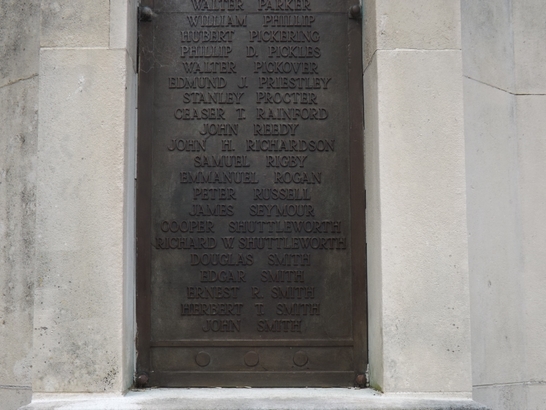 WALTER PARKER
WILLIAM PHILLIP
HUBERT PICKERING
PHILLIP D. PICKLES
WALTER PICKOVER
EDMUND J. PRIESTLEY
STANLEY PROCTER
CEASER T. RAINFORD
JOHN REEDY
JOHN H. RICHARDSON
SAMUEL RIGBY
EMMANUEL ROGAN
PETER RUSSELL
JAMES SEYMOUR
COOPER SHUTTLEWORTH
RICHARD W. SHUTTLEWORTH
DOUGLAS SMITH
EDGAR SMITH
ERNEST R. SMITH
HERBERT T. SMITH
JOHN SMITH